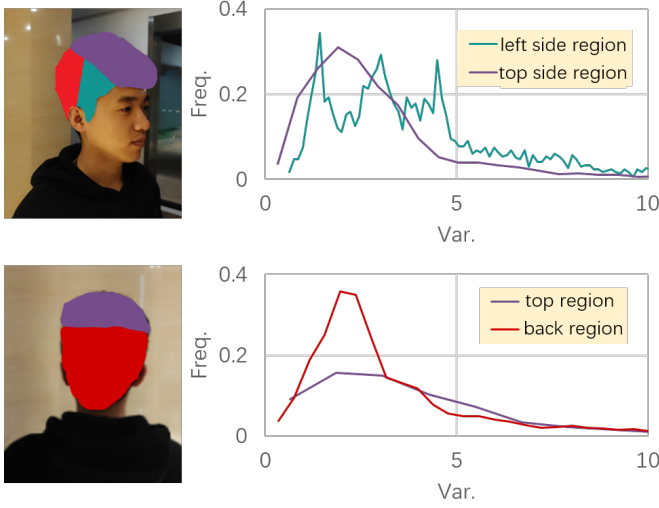 0.4
left side region
top side region
Freq.
0.2
0
0
5
10
Var.
0.4
top region
back region
Freq.
0.2
0
0
5
10
Var.